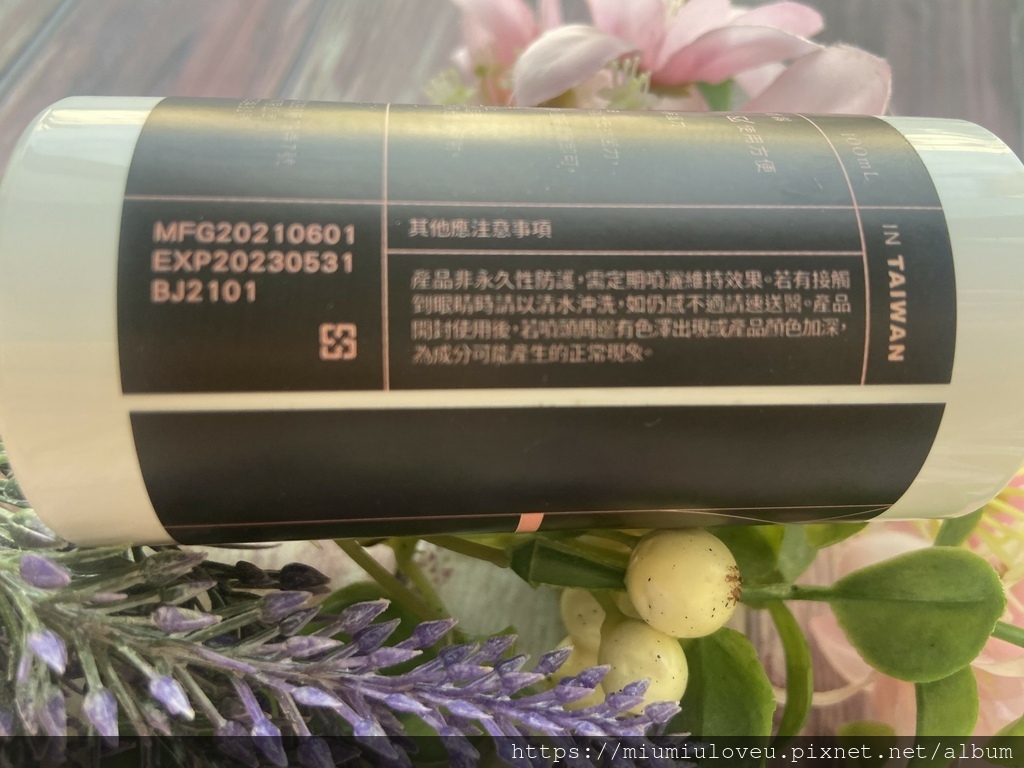 使用方便
100mL
MFG20210601
EXP20230531
BJ2101
其他應注意事項
產品非永久性防護，需定期噴灑維持效果。若有接觸
到眼睛時請以清水沖洗，如仍感不適請速送醫。產品
開封使用後，若噴頭周邊有色澤出現或產品顏色加深，
為成分可能產生的正常現象。
IN TAIWAN
https://miumiuloveu.pixnet.net/album